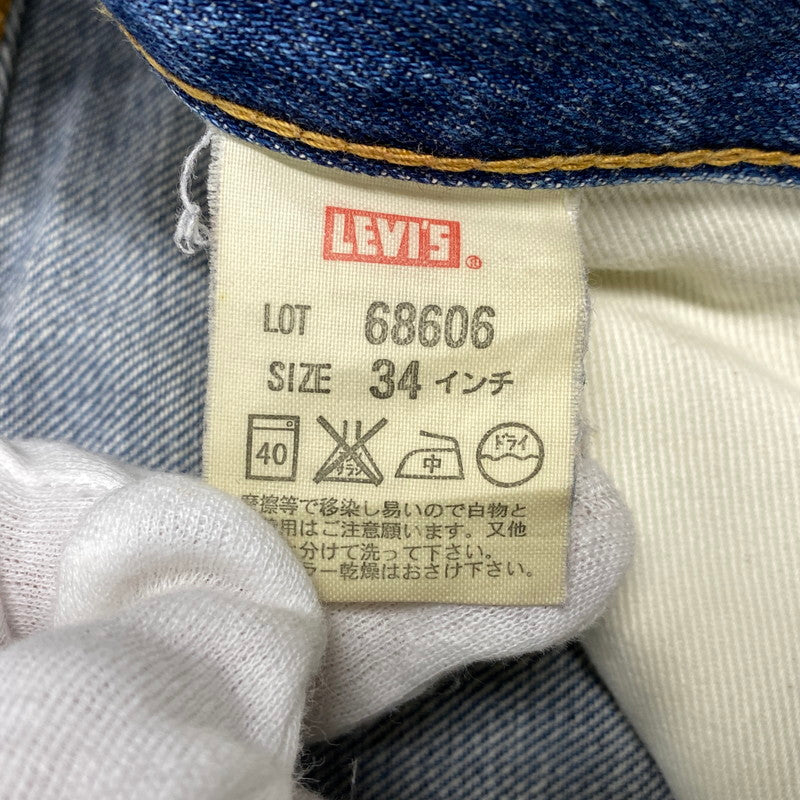 LEVI'S®
LOT 68606
SIZE 34 インチ
40 中 ドライ
摩擦等で移染し易いので白物と
着用はご注意願います。又他
分けて洗って下さい。
ラー乾燥はおさけ下さい。